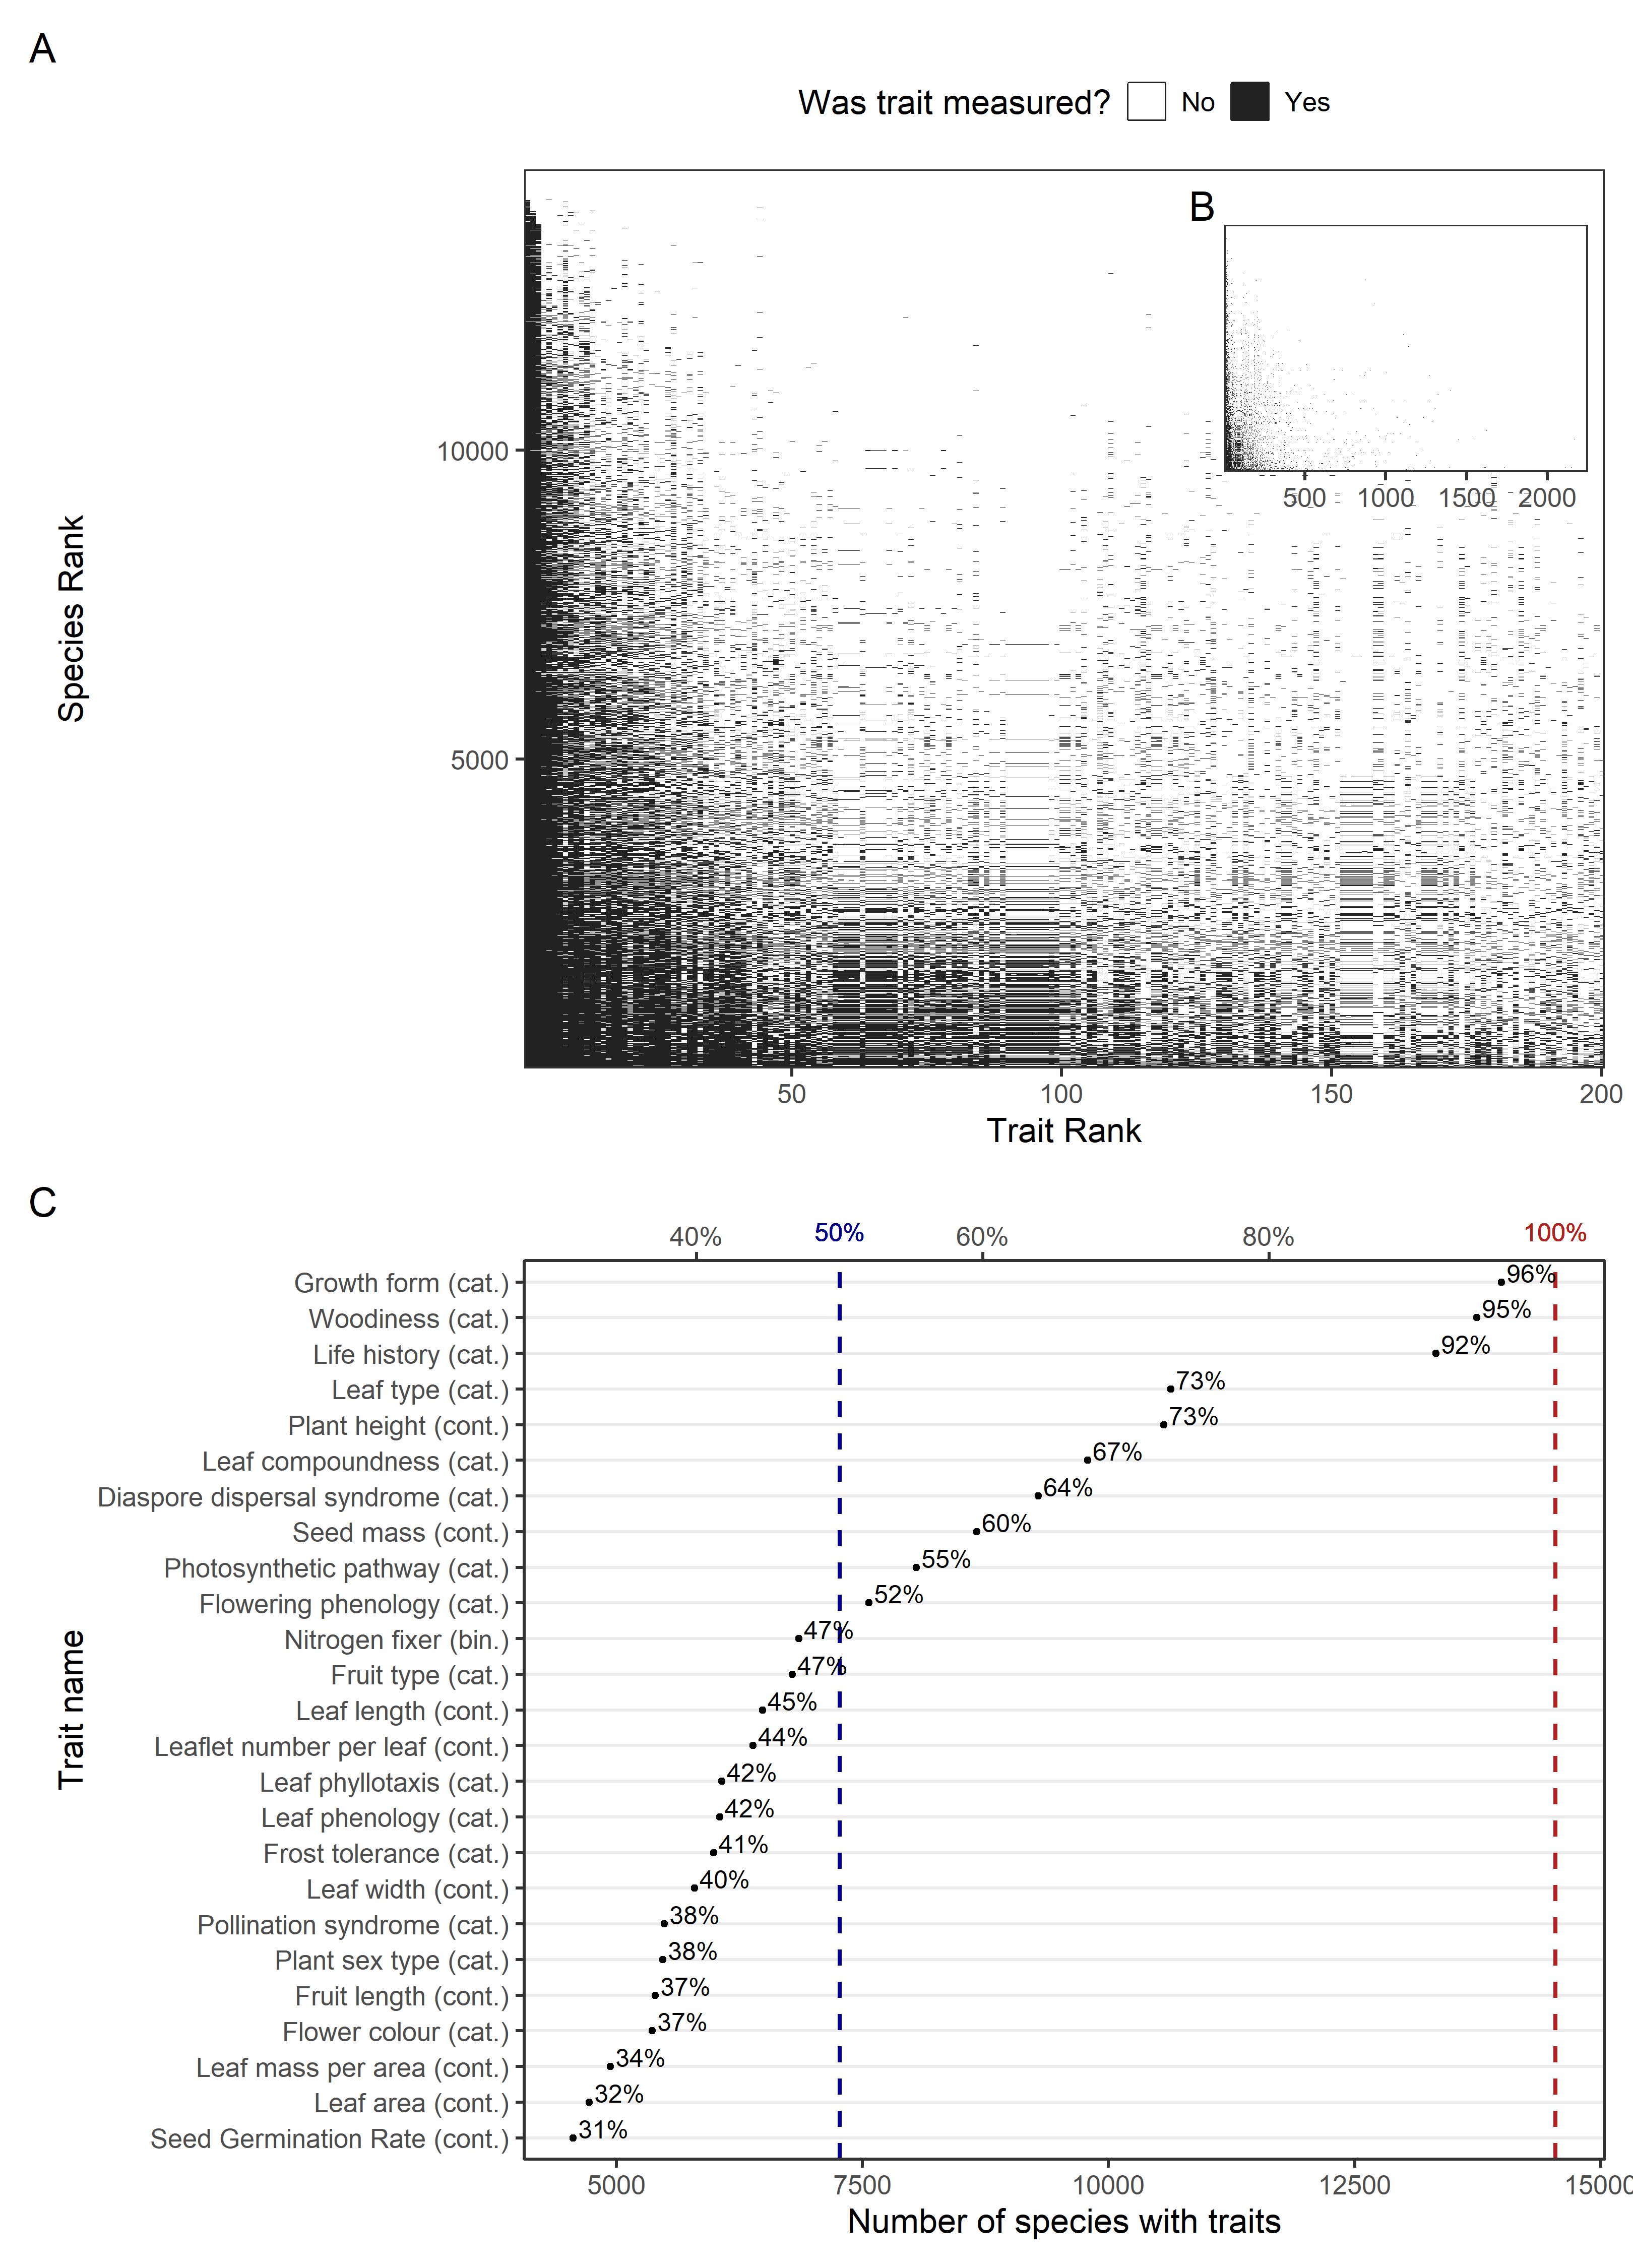 A
Was trait measured? No Yes
B
500 1000 1500 2000
10000
5000
Species Rank
50 100 150 200
Trait Rank
C
40% 50% 60% 80% 100%
Growth form (cat.) 96%
Woodiness (cat.) 95%
Life history (cat.) 92%
Leaf type (cat.) 73%
Plant height (cont.) 73%
Leaf compoundness (cat.) 67%
Diaspore dispersal syndrome (cat.) 64%
Seed mass (cont.) 60%
Photosynthetic pathway (cat.) 55%
Flowering phenology (cat.) 52%
Nitrogen fixer (bin.) 47%
Fruit type (cat.) 47%
Leaf length (cont.) 45%
Leaflet number per leaf (cont.) 44%
Leaf phyllotaxis (cat.) 42%
Leaf phenology (cat.) 42%
Frost tolerance (cat.) 41%
Leaf width (cont.) 40%
Pollination syndrome (cat.) 38%
Plant sex type (cat.) 38%
Fruit length (cont.) 37%
Flower colour (cat.) 37%
Leaf mass per area (cont.) 34%
Leaf area (cont.) 32%
Seed Germination Rate (cont.) 31%
Trait name
5000 7500 10000 12500 15000
Number of species with traits